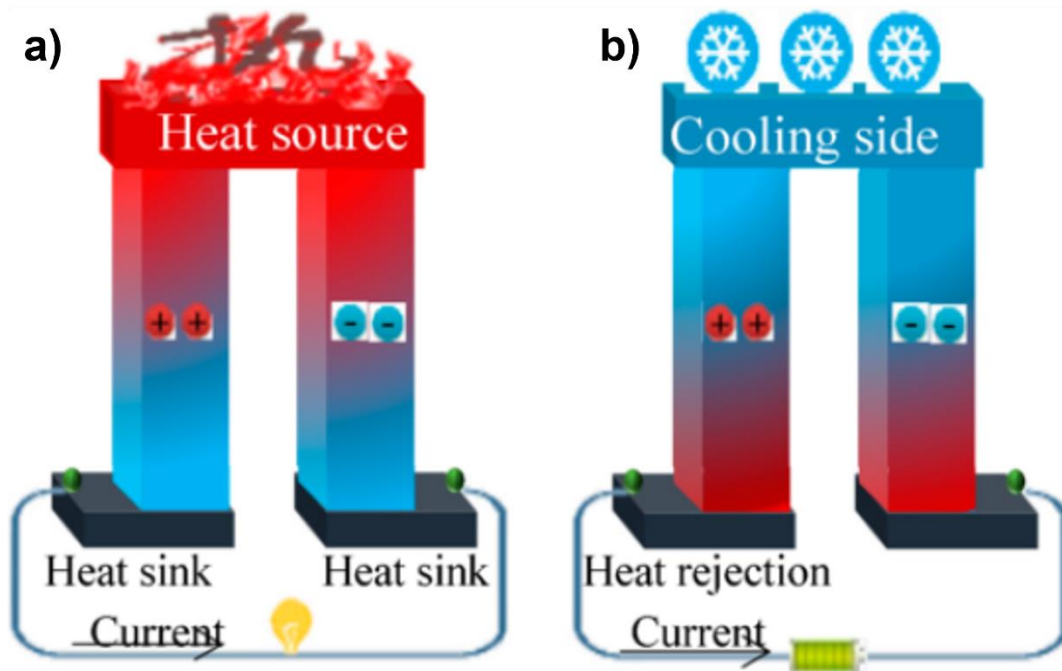 a)
Heat source
+ +
- -
Heat sink
Heat sink
Current
b)
Cooling side
+ +
- -
Heat rejection
Current